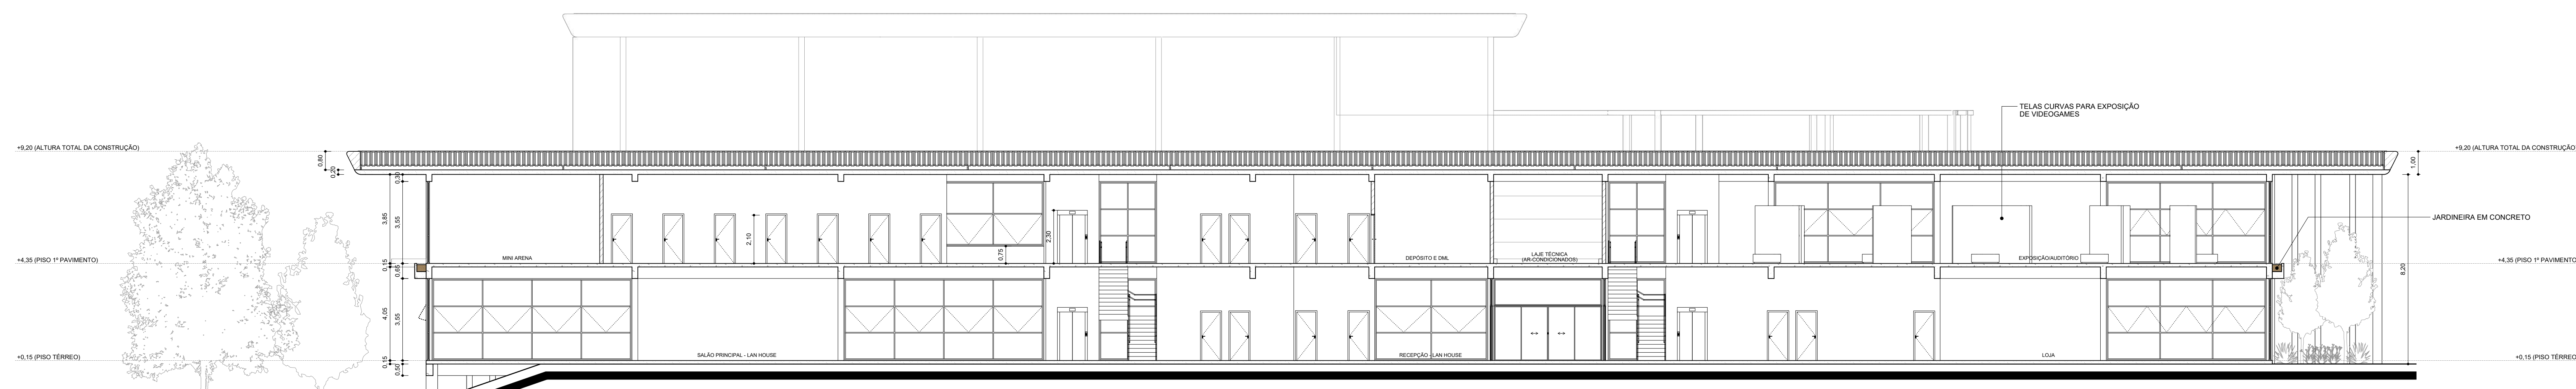 TELAS CURVAS PARA EXPOSIÇÃO
DE VIDEOGAMES
+9,20 (ALTURA TOTAL DA CONSTRUÇÃO)
+9,20 (ALTURA TOTAL DA CONSTRUÇÃO
0,80
0,20
1,00
0,30
3,85
3,55
2,10
2,30
0,75
JARDINEIRA EM CONCRETO
MINI ARENA
DEPÓSITO E DML
LAJE TÉCNICA
(AR-CONDICIONADOS)
EXPOSIÇÃO/AUDITÓRIO
+4,35 (PISO 1º PAVIMENTO)
+4,35 (PISO 1º PAVIMENTO
0,15
0,65
8,20
4,05
3,55
SALÃO PRINCIPAL - LAN HOUSE
RECEPÇÃO - LAN HOUSE
LOJA
+0,15 (PISO TÉRREO)
+0,15 (PISO TÉRREO
0,15
0,50